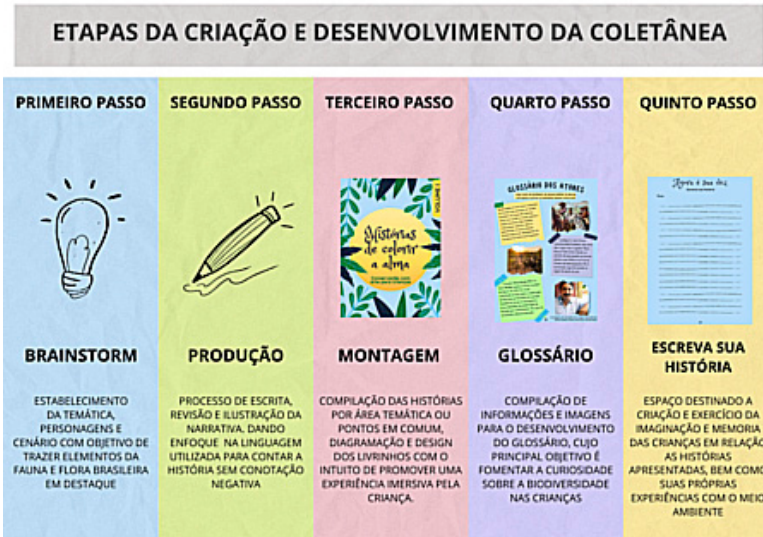 ETAPAS DA CRIAÇÃO E DESENVOLVIMENTO DA COLETÂNEA
PRIMEIRO PASSO
BRAINSTORM
ESTABELECIMENTO
DA TEMÁTICA,
PERSONAGENS E
CENÁRIO COM OBJETIVO DE
TRAZER ELEMENTOS DA
FAUNA E FLORA BRASILEIRA
EM DESTAQUE
SEGUNDO PASSO
PRODUÇÃO
PROCESSO DE ESCRITA,
REVISÃO E ILUSTRAÇÃO DA
NARRATIVA. DANDO
ENFOQUE NA LINGUAGEM
UTILIZADA PARA CONTAR A
HISTÓRIA SEM CONOTAÇÃO
NEGATIVA
TERCEIRO PASSO
VOLUME 1
Histórias
de colorir
a alma
MONTAGEM
COMPILAÇÃO DAS HISTÓRIAS
POR ÁREA TEMÁTICA OU
PONTOS EM COMUM,
DIAGRAMAÇÃO E DESIGN
DOS LIVRINHOS COM O
INTUITO DE PROMOVER UMA
EXPERIÊNCIA IMERSIVA PELA
CRIANÇA.
QUARTO PASSO
GLOSSÁRIO DOS ATORES
GLOSSÁRIO
COMPILAÇÃO DE
INFORMAÇÕES E IMAGENS
PARA O DESENVOLVIMENTO
DO GLOSSÁRIO, CUJO
PRINCIPAL OBJETIVO É
FOMENTAR A CURIOSIDADE
SOBRE A BIODIVERSIDADE
NAS CRIANÇAS
QUINTO PASSO
Agora é sua vez
ESCREVA SUA
HISTÓRIA
ESPAÇO DESTINADO A
CRIAÇÃO E EXERCÍCIO DA
IMAGINAÇÃO E MEMORIA
DAS CRIANÇAS EM RELAÇÃO
AS HISTÓRIAS
APRESENTADAS, BEM COMO
SUAS PRÓPRIAS
EXPERIÊNCIAS COM O MEIO
AMBIENTE